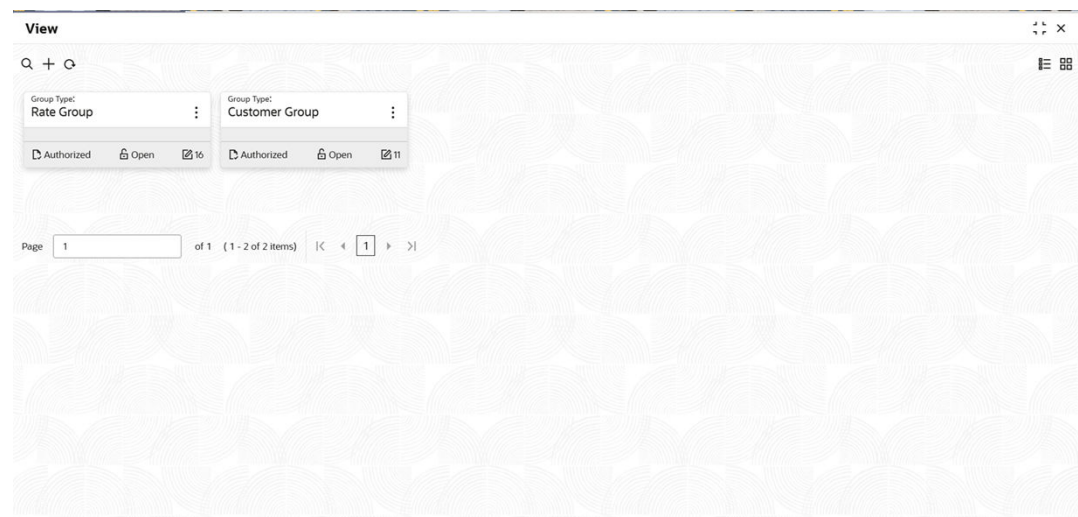 View
Group Type:
Rate Group
Authorized Open 16
Group Type:
Customer Group
Authorized Open 11
Page 1 of 1 ( 1 - 2 of 2 items) 1